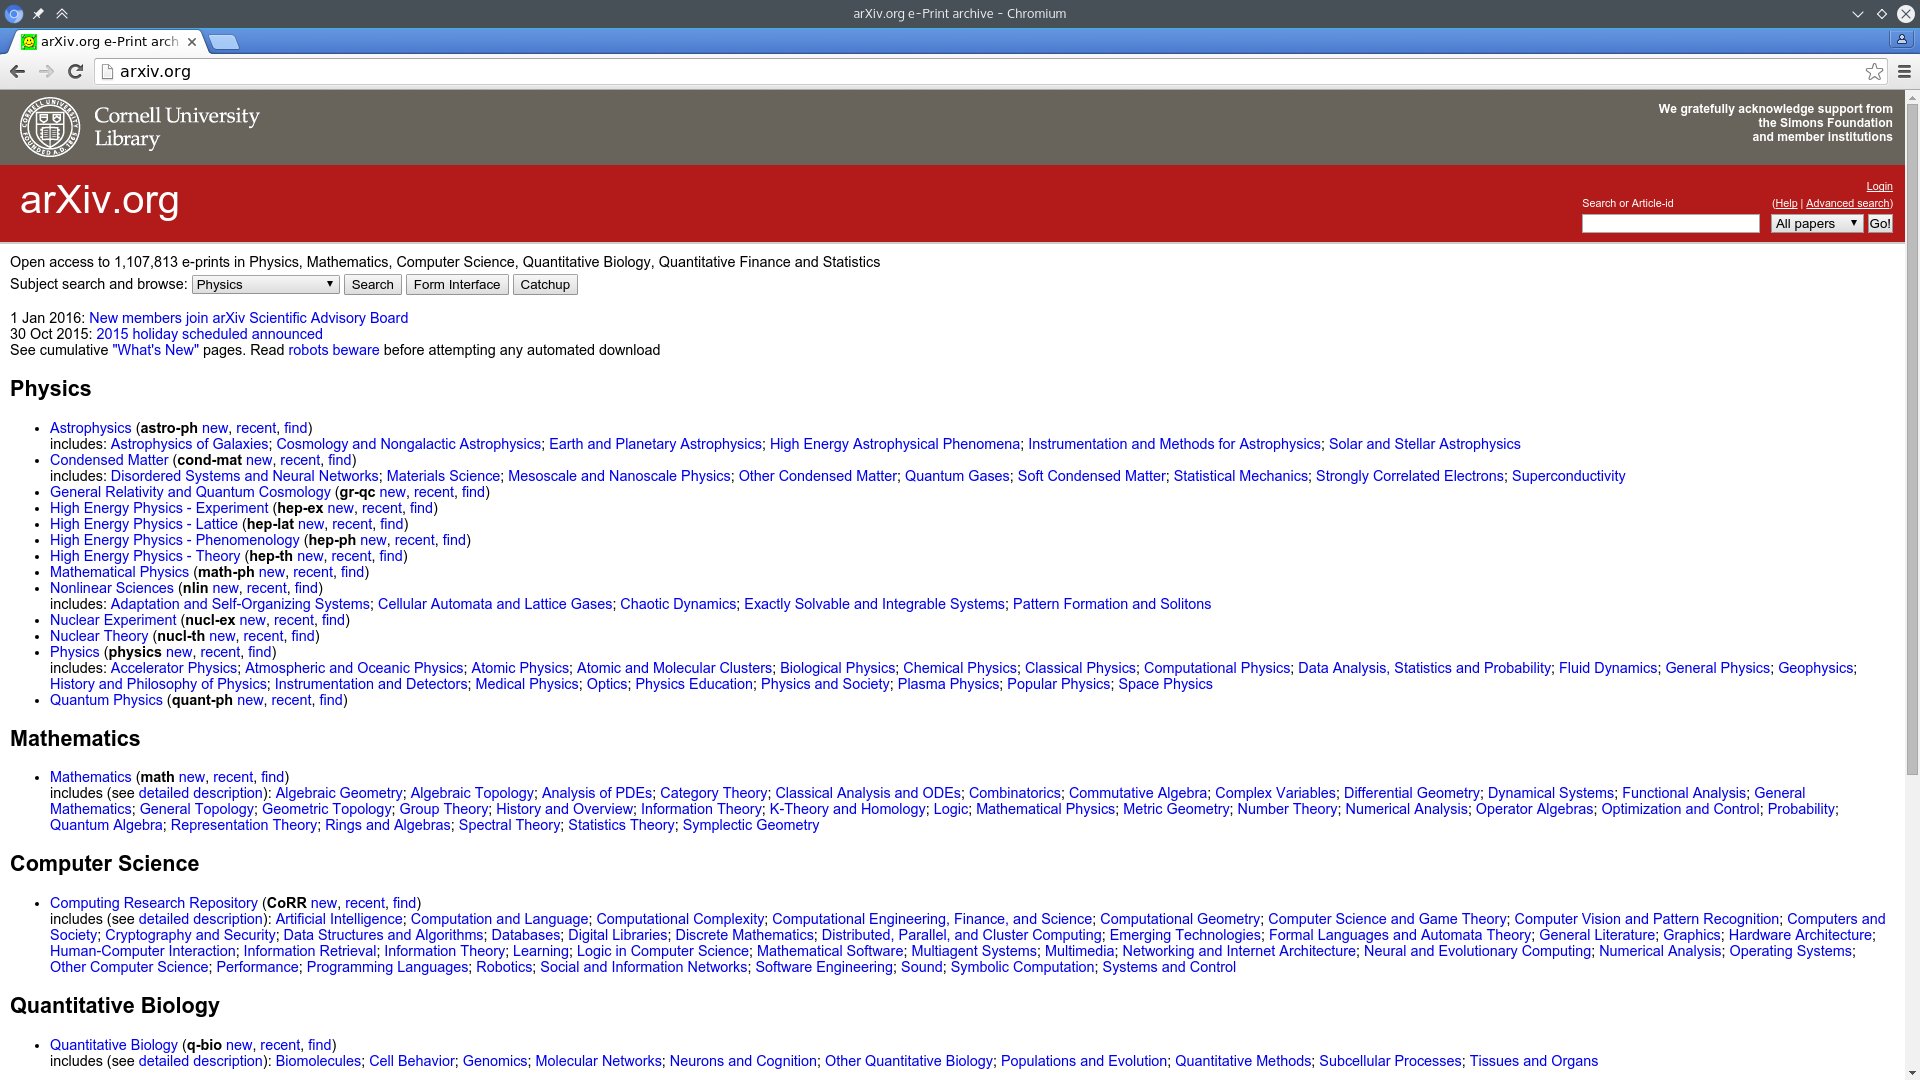 arXiv.org e-Print archive - Chromium
arXiv.org e-Print arch
arxiv.org
Cornell University
Library
We gratefully acknowledge support from
the Simons Foundation
and member institutions
arXiv.org
Login
Search or Article-id
(Help | Advanced search)
All papers
Go!
Open access to 1,107,813 e-prints in Physics, Mathematics, Computer Science, Quantitative Biology, Quantitative Finance and Statistics
Subject search and browse: Physics Search Form Interface Catchup
1 Jan 2016: New members join arXiv Scientific Advisory Board
30 Oct 2015: 2015 holiday scheduled announced
See cumulative "What's New" pages. Read robots beware before attempting any automated download
Physics
• Astrophysics (astro-ph new, recent, find)
includes: Astrophysics of Galaxies; Cosmology and Nongalactic Astrophysics; Earth and Planetary Astrophysics; High Energy Astrophysical Phenomena; Instrumentation and Methods for Astrophysics; Solar and Stellar Astrophysics
• Condensed Matter (cond-mat new, recent, find)
includes: Disordered Systems and Neural Networks; Materials Science; Mesoscale and Nanoscale Physics; Other Condensed Matter; Quantum Gases; Soft Condensed Matter; Statistical Mechanics; Strongly Correlated Electrons; Superconductivity
• General Relativity and Quantum Cosmology (gr-qc new, recent, find)
• High Energy Physics - Experiment (hep-ex new, recent, find)
• High Energy Physics - Lattice (hep-lat new, recent, find)
• High Energy Physics - Phenomenology (hep-ph new, recent, find)
• High Energy Physics - Theory (hep-th new, recent, find)
• Mathematical Physics (math-ph new, recent, find)
• Nonlinear Sciences (nlin new, recent, find)
includes: Adaptation and Self-Organizing Systems; Cellular Automata and Lattice Gases; Chaotic Dynamics; Exactly Solvable and Integrable Systems; Pattern Formation and Solitons
• Nuclear Experiment (nucl-ex new, recent, find)
• Nuclear Theory (nucl-th new, recent, find)
• Physics (physics new, recent, find)
includes: Accelerator Physics; Atmospheric and Oceanic Physics; Atomic Physics; Atomic and Molecular Clusters; Biological Physics; Chemical Physics; Classical Physics; Computational Physics; Data Analysis, Statistics and Probability; Fluid Dynamics; General Physics; Geophysics;
History and Philosophy of Physics; Instrumentation and Detectors; Medical Physics; Optics; Physics Education; Physics and Society; Plasma Physics; Popular Physics; Space Physics
• Quantum Physics (quant-ph new, recent, find)
Mathematics
• Mathematics (math new, recent, find)
includes (see detailed description): Algebraic Geometry; Algebraic Topology; Analysis of PDEs; Category Theory; Classical Analysis and ODEs; Combinatorics; Commutative Algebra; Complex Variables; Differential Geometry; Dynamical Systems; Functional Analysis; General
Mathematics; General Topology; Geometric Topology; Group Theory; History and Overview; Information Theory; K-Theory and Homology; Logic; Mathematical Physics; Metric Geometry; Number Theory; Numerical Analysis; Operator Algebras; Optimization and Control; Probability;
Quantum Algebra; Representation Theory; Rings and Algebras; Spectral Theory; Statistics Theory; Symplectic Geometry
Computer Science
• Computing Research Repository (CoRR new, recent, find)
includes (see detailed description): Artificial Intelligence; Computation and Language; Computational Complexity; Computational Engineering, Finance, and Science; Computational Geometry; Computer Science and Game Theory; Computer Vision and Pattern Recognition; Computers and
Society; Cryptography and Security; Data Structures and Algorithms; Databases; Digital Libraries; Discrete Mathematics; Distributed, Parallel, and Cluster Computing; Emerging Technologies; Formal Languages and Automata Theory; General Literature; Graphics; Hardware Architecture;
Human-Computer Interaction; Information Retrieval; Information Theory; Learning; Logic in Computer Science; Mathematical Software; Multiagent Systems; Multimedia; Networking and Internet Architecture; Neural and Evolutionary Computing; Numerical Analysis; Operating Systems;
Other Computer Science; Performance; Programming Languages; Robotics; Social and Information Networks; Software Engineering; Sound; Symbolic Computation; Systems and Control
Quantitative Biology
• Quantitative Biology (q-bio new, recent, find)
includes (see detailed description): Biomolecules; Cell Behavior; Genomics; Molecular Networks; Neurons and Cognition; Other Quantitative Biology; Populations and Evolution; Quantitative Methods; Subcellular Processes; Tissues and Organs